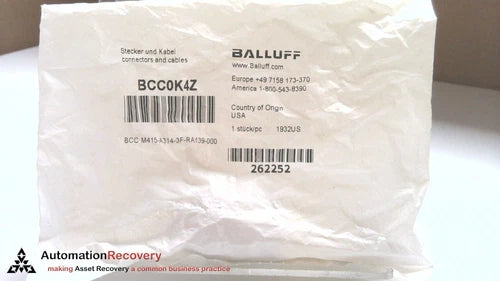 Stecker und Kabel
connectors and cables
BCC0K4Z
BCC M415-M314-3F-RA139-000
BALLUFF
www.Balluff.com
Europe +49 7158 173-370
America 1-800-543-8390
Country of Origin
USA
1 stück/pc 1932US
262252
AutomationRecovery
making Asset Recovery a common business practice